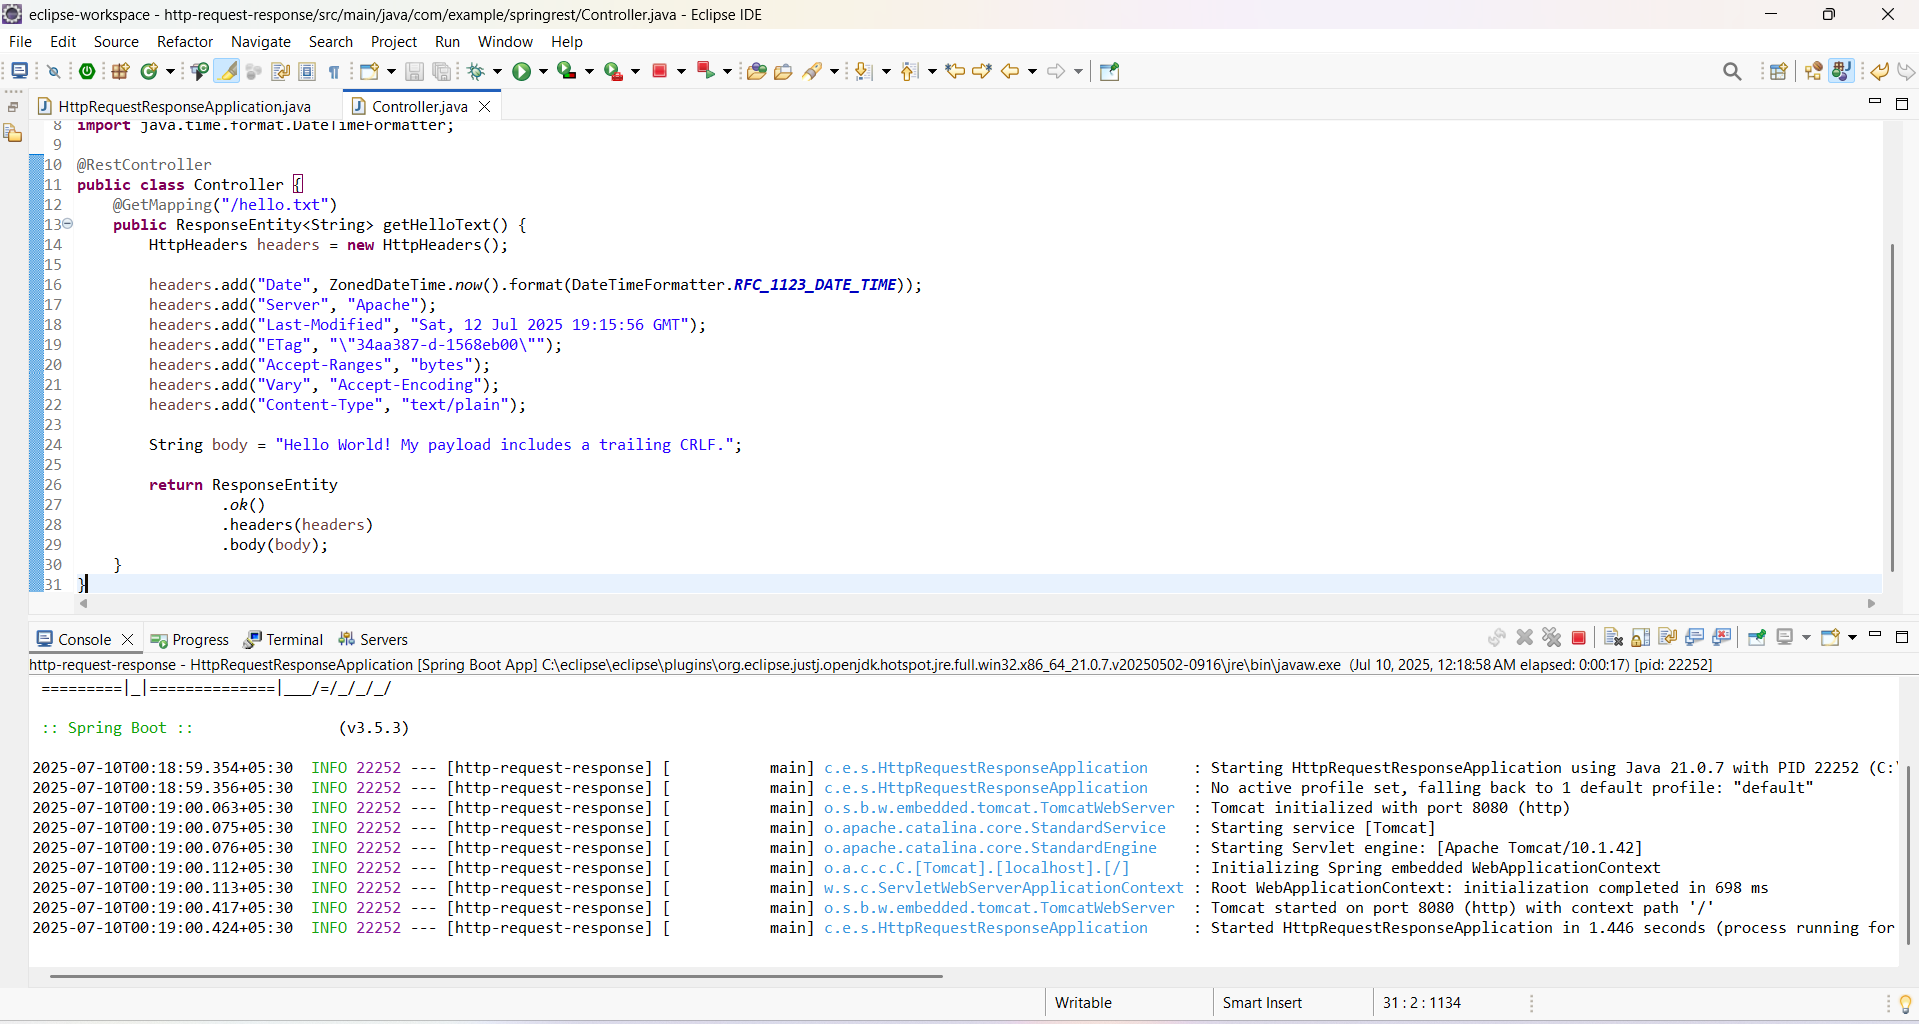 eclipse-workspace - http-request-response/src/main/java/com/example/springrest/Controller.java - Eclipse IDE
File Edit Source Refactor Navigate Search Project Run Window Help
HttpRequestResponseApplication.java Controller.java
8 import java.time.format.DateTimeFormatter;
9
10 @RestController
11 public class Controller {
12 @GetMapping("/hello.txt")
13 public ResponseEntity<String> getHelloText() {
14 HttpHeaders headers = new HttpHeaders();
15
16 headers.add("Date", ZonedDateTime.now().format(DateTimeFormatter.RFC_1123_DATE_TIME));
17 headers.add("Server", "Apache");
18 headers.add("Last-Modified", "Sat, 12 Jul 2025 19:15:56 GMT");
19 headers.add("ETag", "\"34aa387-d-1568eb00\"");
20 headers.add("Accept-Ranges", "bytes");
21 headers.add("Vary", "Accept-Encoding");
22 headers.add("Content-Type", "text/plain");
23
24 String body = "Hello World! My payload includes a trailing CRLF.";
25
26 return ResponseEntity
27 .ok()
28 .headers(headers)
29 .body(body);
30 }
31 }
Console Progress Terminal Servers
http-request-response - HttpRequestResponseApplication [Spring Boot App] C:\eclipse\eclipse\plugins\org.eclipse.justj.openjdk.hotspot.jre.full.win32.x86_64_21.0.7.v20250502-0916\jre\bin\javaw.exe (Jul 10, 2025, 12:18:58 AM elapsed: 0:00:17) [pid: 22252]
=========|_|==============|___/=/_/_/_/
:: Spring Boot :: (v3.5.3)
2025-07-10T00:18:59.354+05:30 INFO 22252 --- [http-request-response] [ main] c.e.s.HttpRequestResponseApplication : Starting HttpRequestResponseApplication using Java 21.0.7 with PID 22252 (C:\
2025-07-10T00:18:59.356+05:30 INFO 22252 --- [http-request-response] [ main] c.e.s.HttpRequestResponseApplication : No active profile set, falling back to 1 default profile: "default"
2025-07-10T00:19:00.063+05:30 INFO 22252 --- [http-request-response] [ main] o.s.b.w.embedded.tomcat.TomcatWebServer : Tomcat initialized with port 8080 (http)
2025-07-10T00:19:00.075+05:30 INFO 22252 --- [http-request-response] [ main] o.apache.catalina.core.StandardService : Starting service [Tomcat]
2025-07-10T00:19:00.076+05:30 INFO 22252 --- [http-request-response] [ main] o.apache.catalina.core.StandardEngine : Starting Servlet engine: [Apache Tomcat/10.1.42]
2025-07-10T00:19:00.112+05:30 INFO 22252 --- [http-request-response] [ main] o.a.c.c.C.[Tomcat].[localhost].[/] : Initializing Spring embedded WebApplicationContext
2025-07-10T00:19:00.113+05:30 INFO 22252 --- [http-request-response] [ main] w.s.c.ServletWebServerApplicationContext : Root WebApplicationContext: initialization completed in 698 ms
2025-07-10T00:19:00.417+05:30 INFO 22252 --- [http-request-response] [ main] o.s.b.w.embedded.tomcat.TomcatWebServer : Tomcat started on port 8080 (http) with context path '/'
2025-07-10T00:19:00.424+05:30 INFO 22252 --- [http-request-response] [ main] c.e.s.HttpRequestResponseApplication : Started HttpRequestResponseApplication in 1.446 seconds (process running for
Writable Smart Insert 31 : 2 : 1134